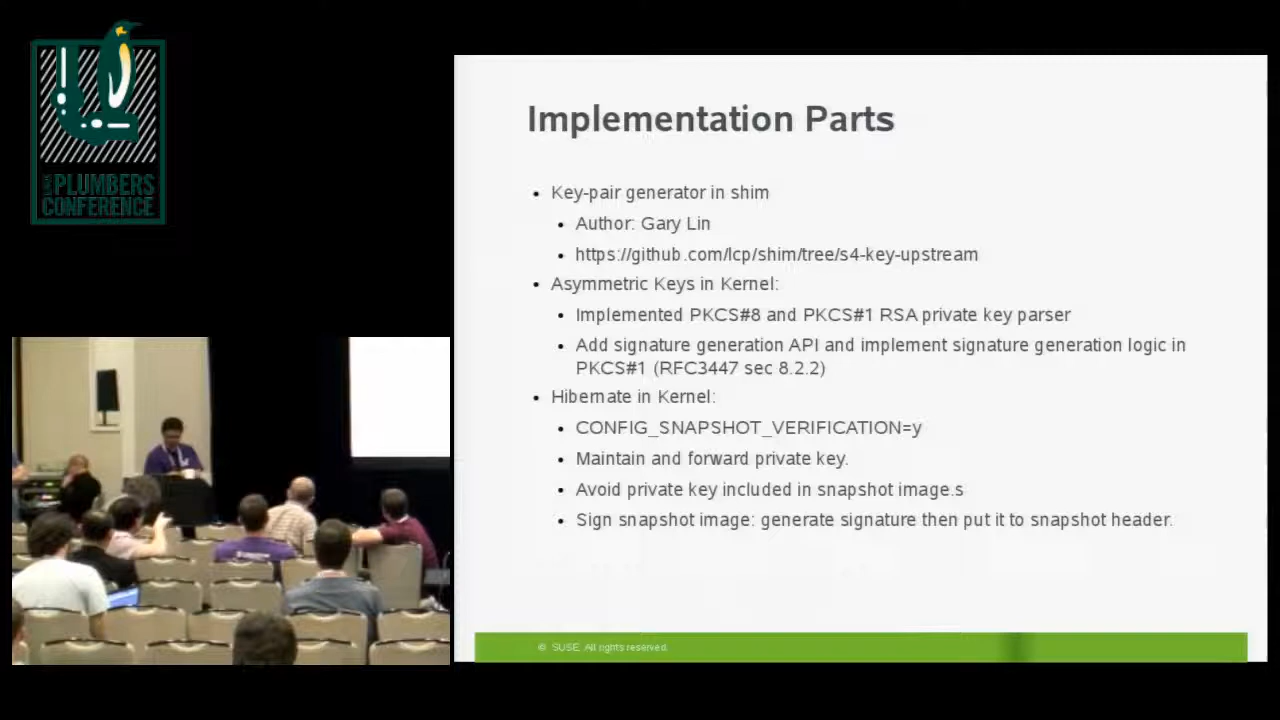 LINUX
PLUMBERS
CONFERENCE
Implementation Parts
• Key-pair generator in shim
• Author: Gary Lin
• https://github.com/lcp/shim/tree/s4-key-upstream
• Asymmetric Keys in Kernel:
• Implemented PKCS#8 and PKCS#1 RSA private key parser
• Add signature generation API and implement signature generation logic in
PKCS#1 (RFC3447 sec 8.2.2)
• Hibernate in Kernel:
• CONFIG_SNAPSHOT_VERIFICATION=y
• Maintain and forward private key.
• Avoid private key included in snapshot image.s
• Sign snapshot image: generate signature then put it to snapshot header.
© SUSE. All rights reserved.